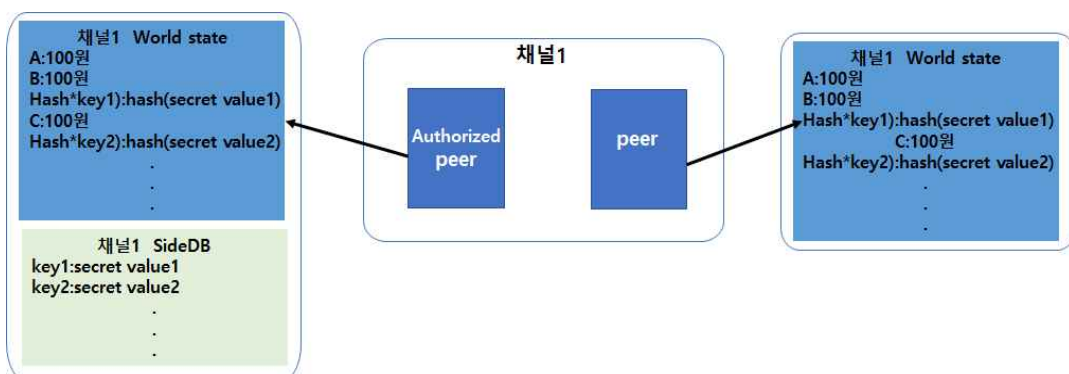 채널1 World state
A:100원
B:100원
Hash*key1):hash(secret value1)
C:100원
Hash*key2):hash(secret value2)
.
.
.
채널1 SideDB
key1:secret value1
key2:secret value2
.
.
.
채널1
Authorized
peer
peer
채널1 World state
A:100원
B:100원
Hash*key1):hash(secret value1)
C:100원
Hash*key2):hash(secret value2)
.
.
.